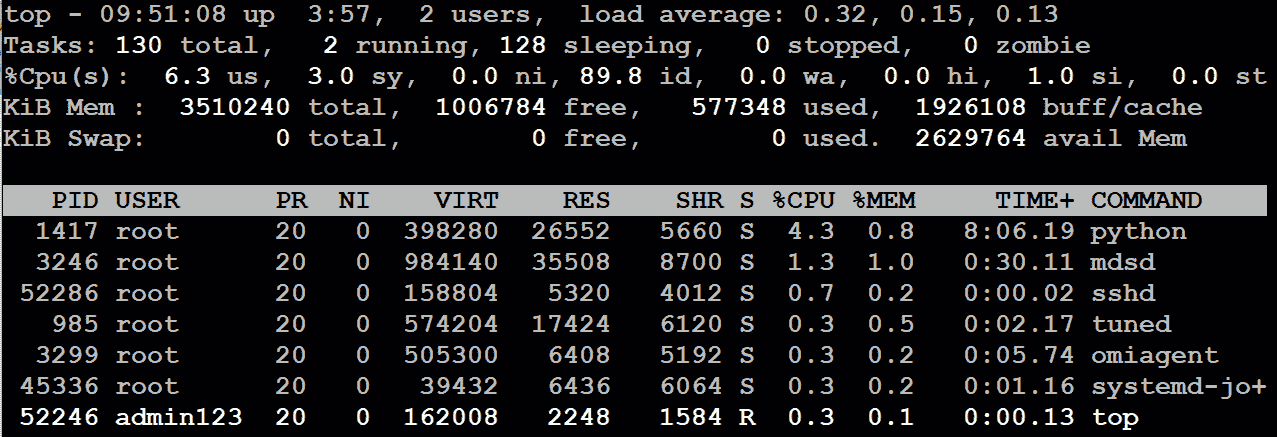 top - 09:51:08 up  3:57,  2 users,  load average: 0.32, 0.15, 0.13
Tasks: 130 total,   2 running, 128 sleeping,   0 stopped,   0 zombie
%Cpu(s):  6.3 us,  3.0 sy,  0.0 ni, 89.8 id,  0.0 wa,  0.0 hi,  1.0 si,  0.0 st
KiB Mem :  3510240 total,  1006784 free,   577348 used,  1926108 buff/cache
KiB Swap:        0 total,        0 free,        0 used.  2629764 avail Mem
PID USER      PR  NI    VIRT    RES    SHR S %CPU %MEM     TIME+ COMMAND
1417 root      20   0  398280  26552   5660 S  4.3  0.8   8:06.19 python
3246 root      20   0  984140  35508   8700 S  1.3  1.0   0:30.11 mdsd
52286 root      20   0  158804   5320   4012 S  0.7  0.2   0:00.02 sshd
985 root      20   0  574204  17424   6120 S  0.3  0.5   0:02.17 tuned
3299 root      20   0  505300   6408   5192 S  0.3  0.2   0:05.74 omiagent
45336 root      20   0   39432   6436   6064 S  0.3  0.2   0:01.16 systemd-jo+
52246 admin123  20   0  162008   2248   1584 R  0.3  0.1   0:00.13 top